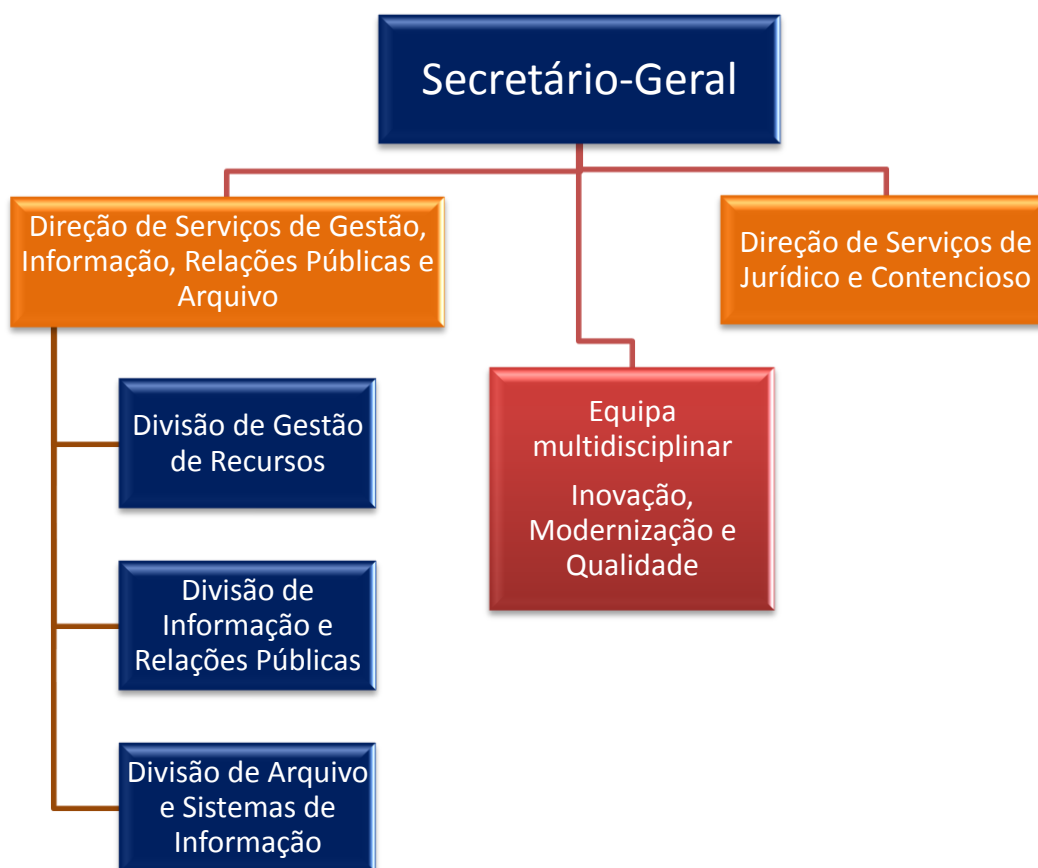 Secretário-Geral
Direção de Serviços de Gestão,
Informação, Relações Públicas e
Arquivo
Direção de Serviços de
Jurídico e Contencioso
Equipa
multidisciplinar
Inovação,
Modernização e
Qualidade
Divisão de Gestão
de Recursos
Divisão de
Informação e
Relações Públicas
Divisão de Arquivo
e Sistemas de
Informação